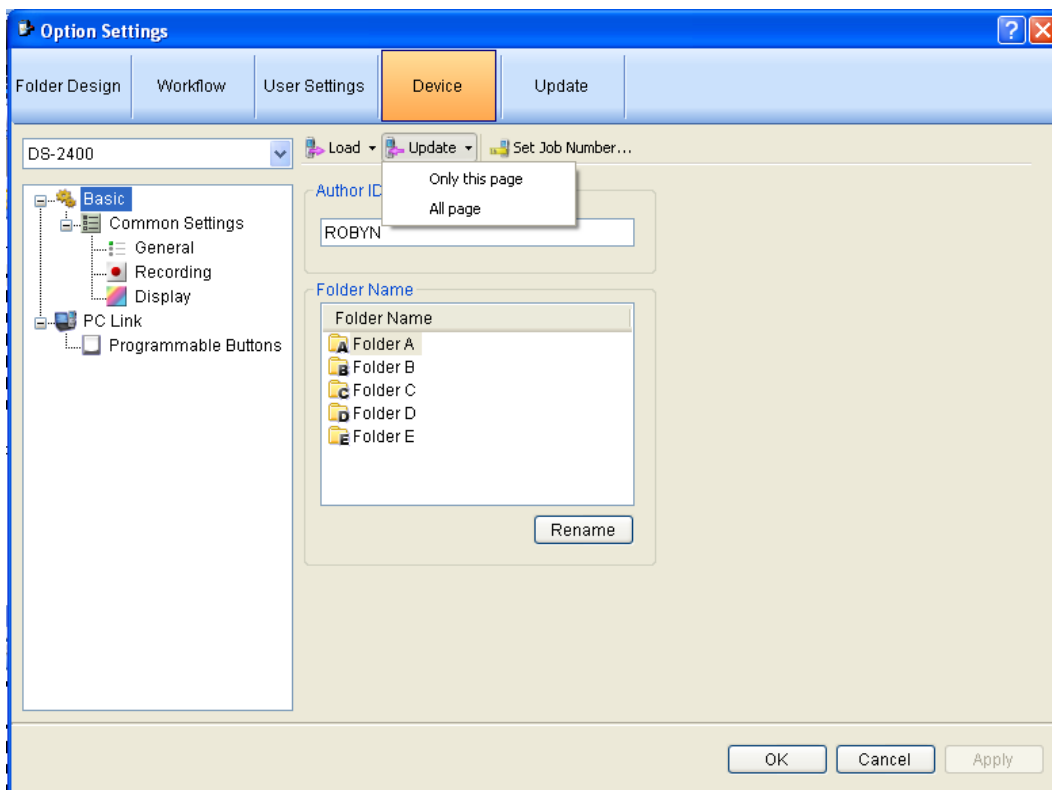 Option Settings
Folder Design Workflow User Settings Device Update
DS-2400
Load Update Set Job Number...
Only this page
All page
Basic
Common Settings
General
Recording
Display
PC Link
Programmable Buttons
Author ID
ROBYN
Folder Name
Folder Name
A Folder A
B Folder B
C Folder C
D Folder D
E Folder E
Rename
OK Cancel Apply